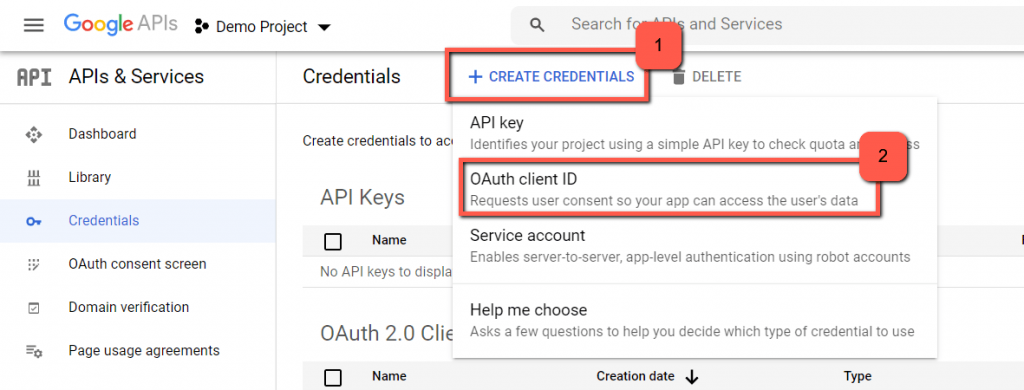 Google APIs
Demo Project
Search for APIs and Services
1
API
APIs & Services
Credentials
+ CREATE CREDENTIALS
DELETE
Dashboard
Library
Credentials
OAuth consent screen
Domain verification
Page usage agreements
Create credentials to
API key
Identifies your project using a simple API key to check quota
2
OAuth client ID
Requests user consent so your app can access the user's data
Service account
Enables server-to-server, app-level authentication using robot accounts
Help me choose
Asks a few questions to help you decide which type of credential to use
API Keys
Name
No API keys to
OAuth 2.0
Name
Creation date
Type